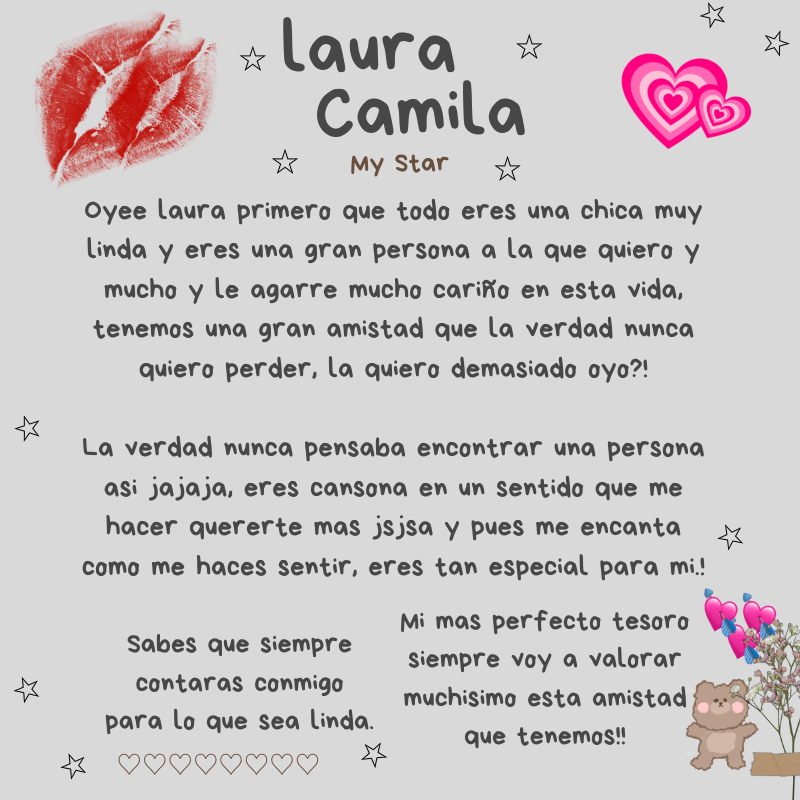 laura
Camila
My Star
Oyee laura primero que todo eres una chica muy
linda y eres una gran persona a la que quiero y
mucho y le agarre mucho cariño en esta vida,
tenemos una gran amistad que la verdad nunca
quiero perder, la quiero demasiado oyo?!
La verdad nunca pensaba encontrar una persona
asi jajaja, eres cansona en un sentido que me
hacer quererte mas jsjsa y pues me encanta
como me haces sentir, eres tan especial para mi.!
Sabes que siempre
contaras conmigo
para lo que sea linda.
Mi mas perfecto tesoro
siempre voy a valorar
muchisimo esta amistad
que tenemos!!